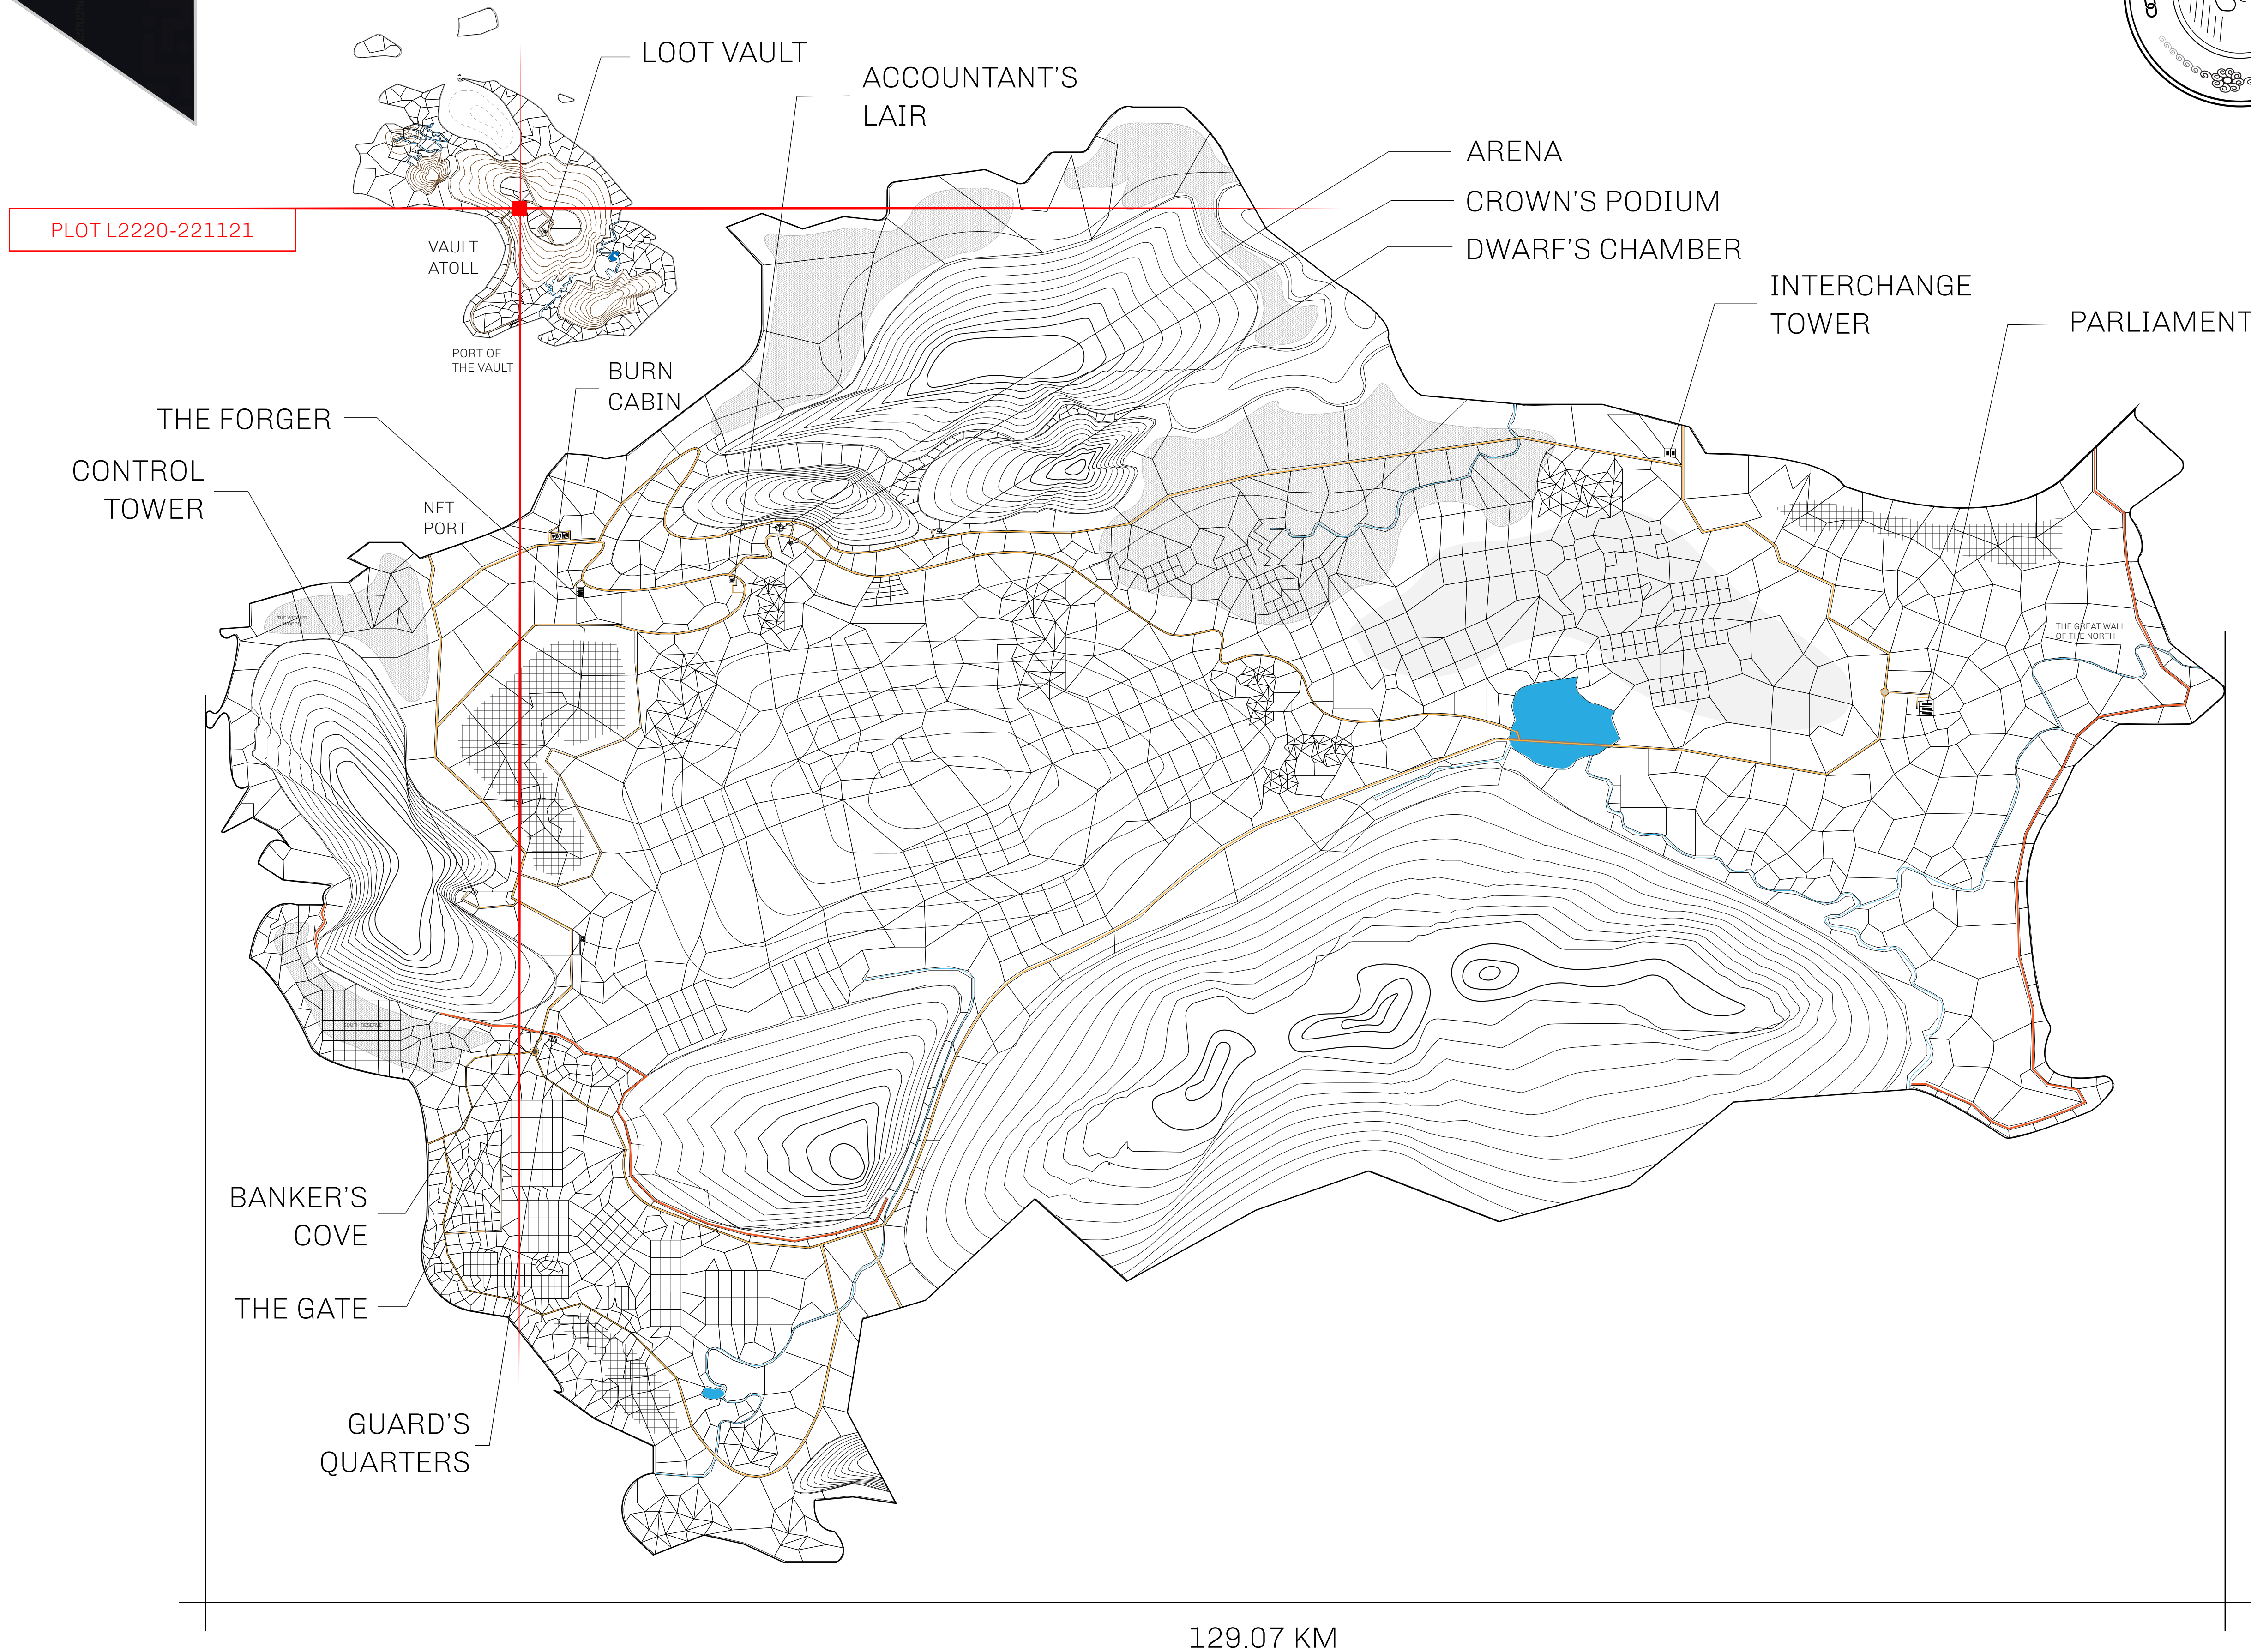 LOOT VAULT
ACCOUNTANT'S
LAIR
ARENA
CROWN'S PODIUM
DWARF'S CHAMBER
INTERCHANGE
TOWER
PARLIAMENT
PLOT L2220-221121
VAULT
ATOLL
PORT OF
THE VAULT
BURN
CABIN
THE FORGER
CONTROL
TOWER
NFT
PORT
THE GREAT WALL
OF THE NORTH
SOUTH RESERVE
BANKER'S
COVE
THE GATE
GUARD'S
QUARTERS
129.07 KM